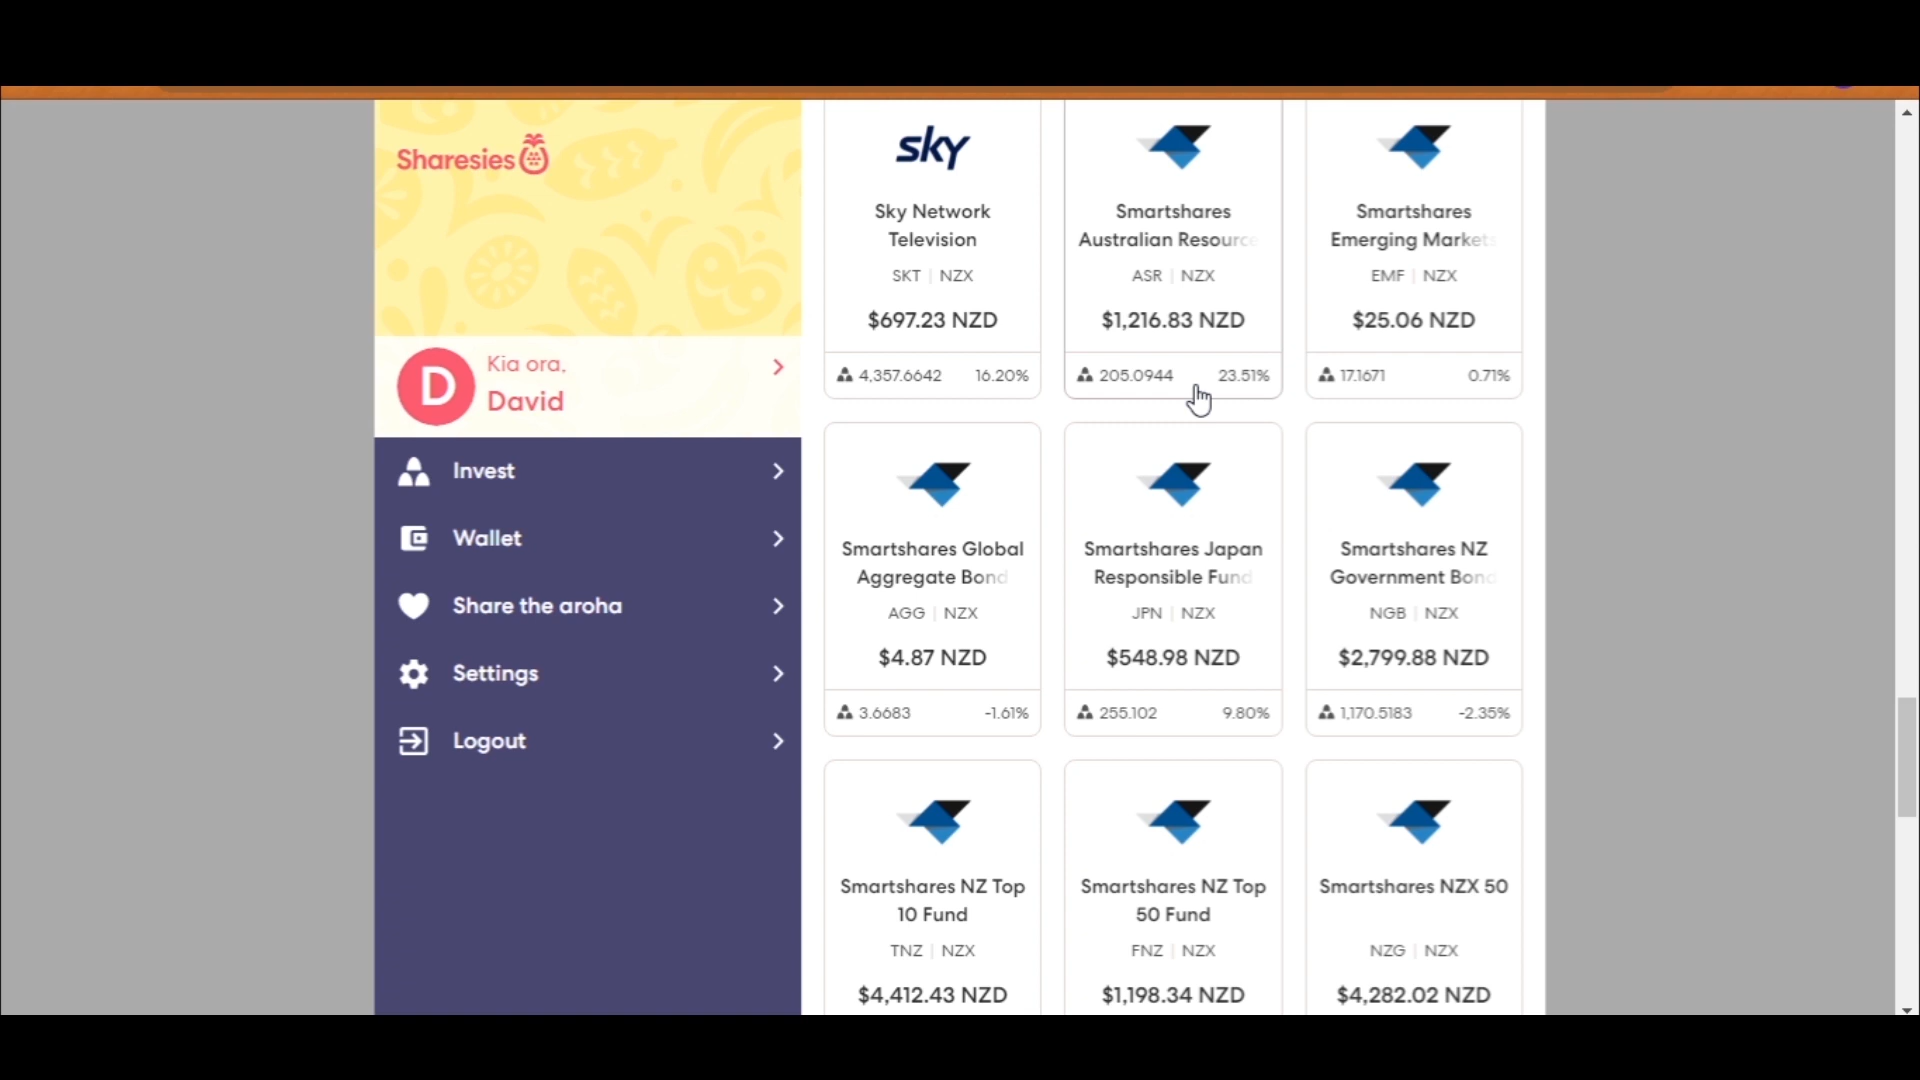 Sharesies
Kia ora,
David
Invest
Wallet
Share the aroha
Settings
Logout
sky
Sky Network
Television
SKT | NZX
$697.23 NZD
4,357.6642 16.20%
Smartshares
Australian Resource
ASR | NZX
$1,216.83 NZD
205.0944 23.51%
Smartshares
Emerging Markets
EMF | NZX
$25.06 NZD
17.1671 0.71%
Smartshares Global
Aggregate Bond
AGG | NZX
$4.87 NZD
3.6683 -1.61%
Smartshares Japan
Responsible Fund
JPN | NZX
$548.98 NZD
255.102 9.80%
Smartshares NZ
Government Bond
NGB | NZX
$2,799.88 NZD
1,170.5183 -2.35%
Smartshares NZ Top
10 Fund
TNZ | NZX
$4,412.43 NZD
Smartshares NZ Top
50 Fund
FNZ | NZX
$1,198.34 NZD
Smartshares NZX 50
NZG | NZX
$4,282.02 NZD
D